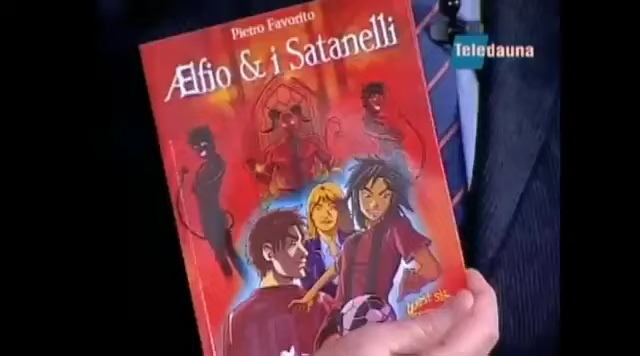 Pietro Favorito
Ælfio & i Satanelli
Teledauna